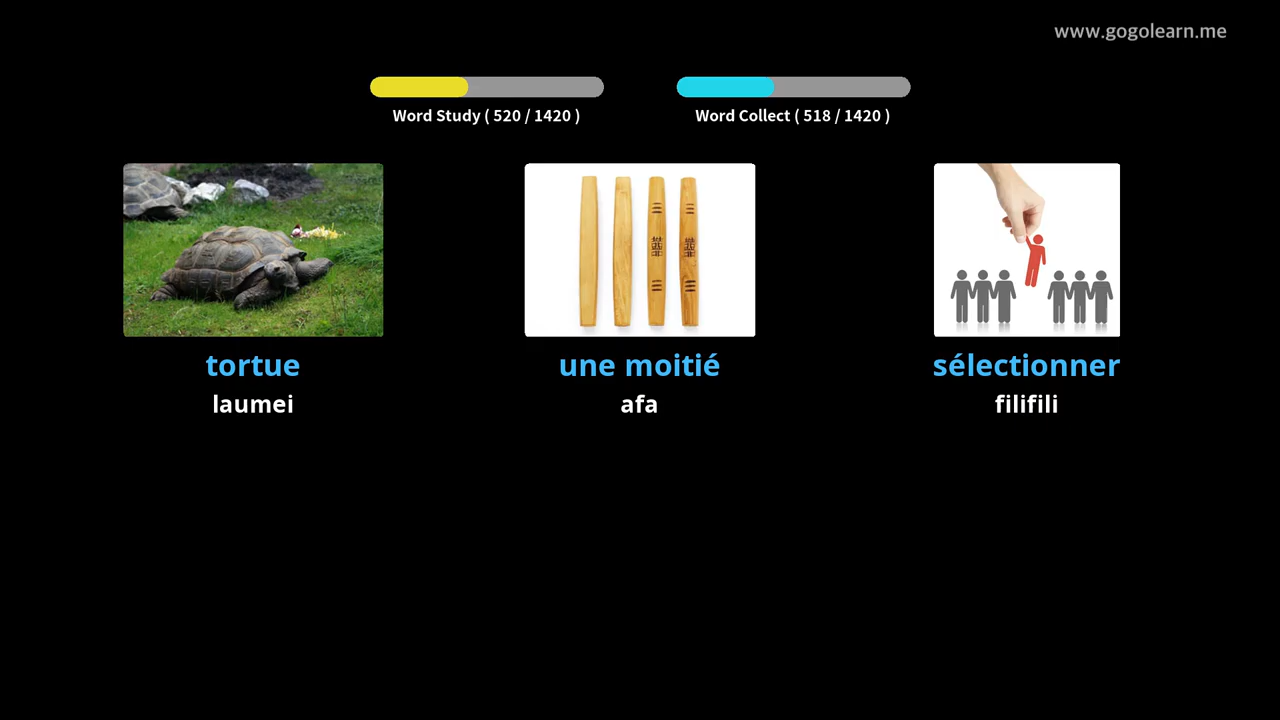 www.gogolearn.me
Word Study ( 520 / 1420 )
Word Collect ( 518 / 1420 )
tortue
laumei
une moitié
afa
sélectionner
filifili